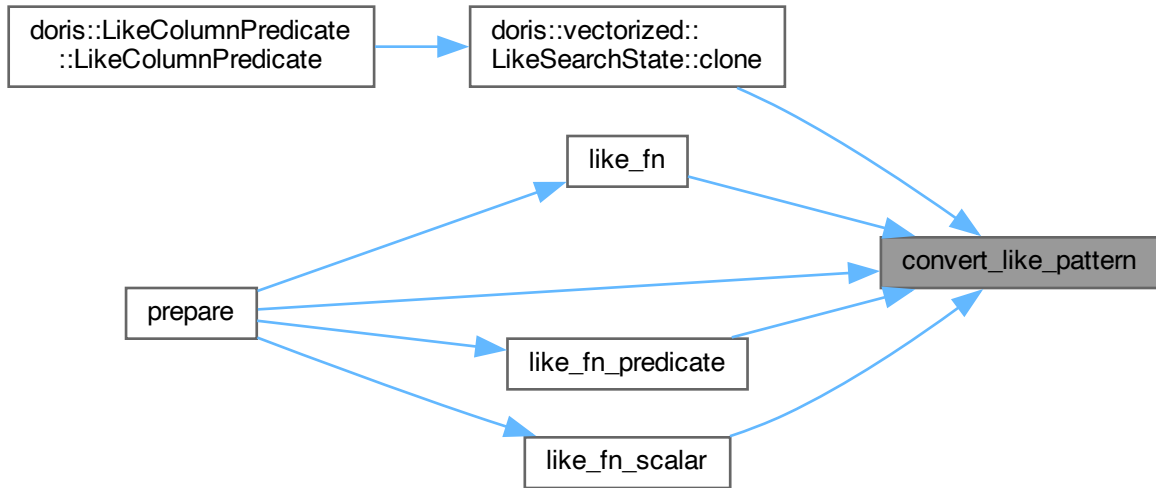 doris::LikeColumnPredicate
::LikeColumnPredicate
doris::vectorized::
LikeSearchState::clone
like_fn
convert_like_pattern
prepare
like_fn_predicate
like_fn_scalar